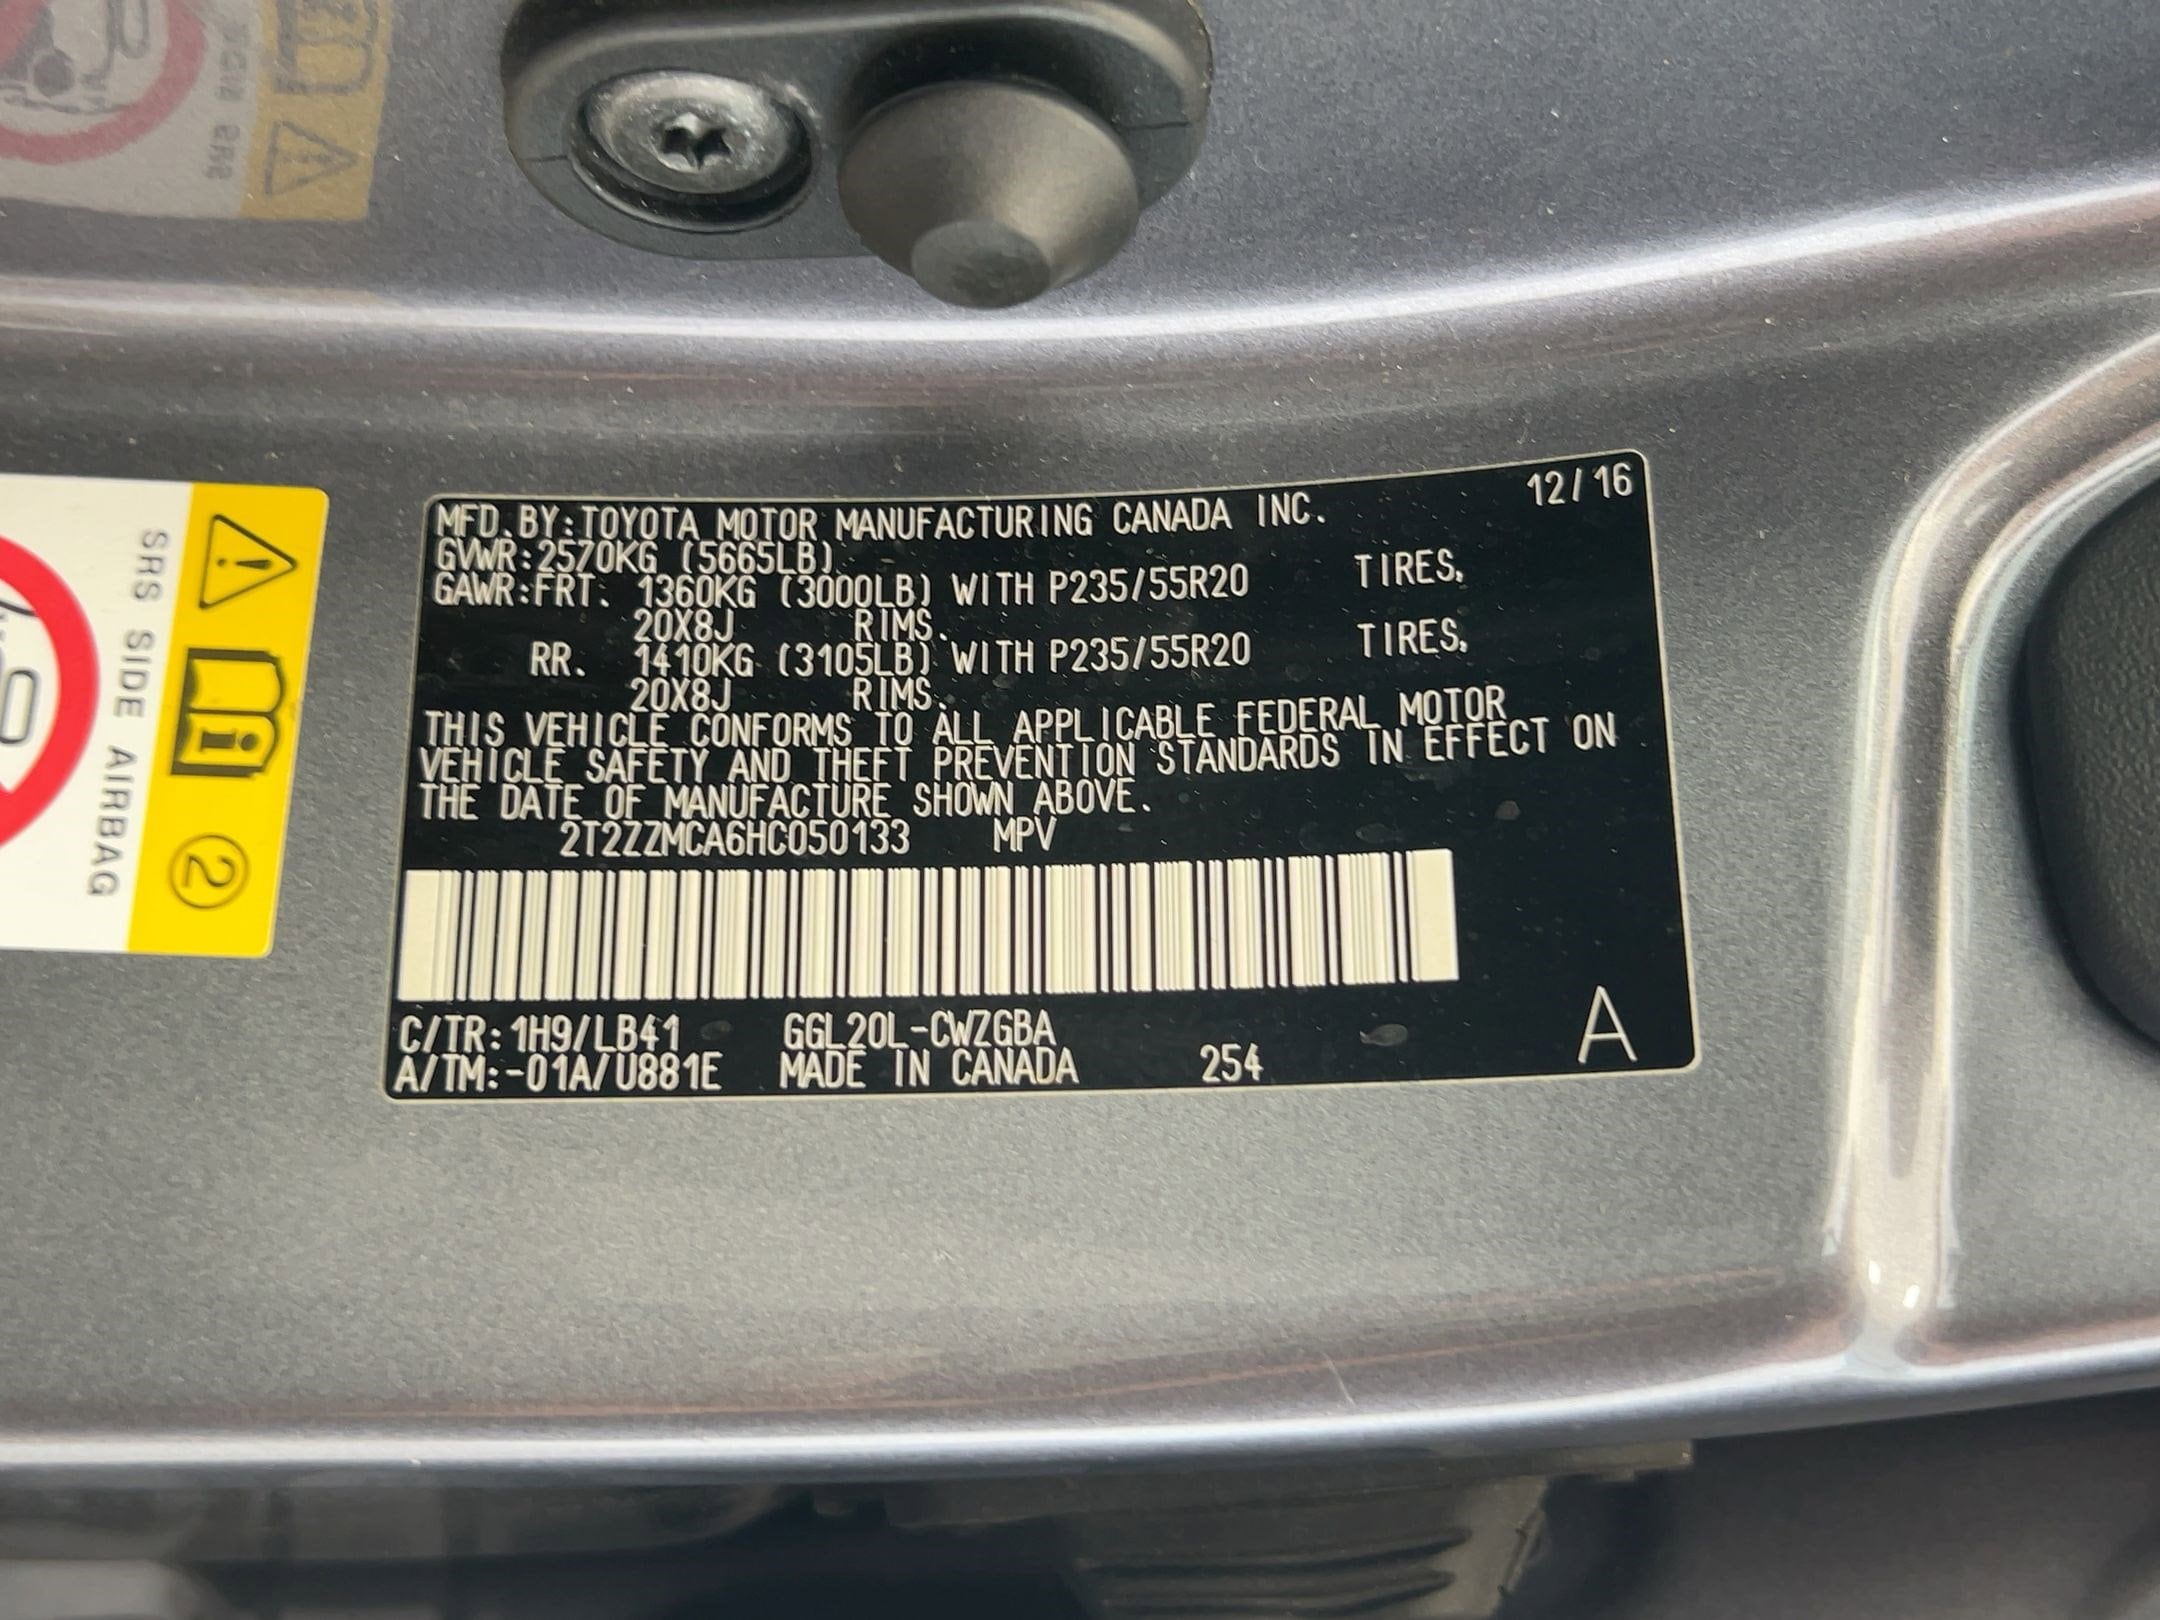 MFD.BY:TOYOTA MOTOR MANUFACTURING CANADA INC. 12/16
GVWR:2570KG (5665LB)
GAWR:FRT. 1360KG (3000LB) WITH P235/55R20 TIRES,
20X8J RIMS.
RR. 1410KG (3105LB) WITH P235/55R20 TIRES,
20X8J RIMS.
THIS VEHICLE CONFORMS TO ALL APPLICABLE FEDERAL MOTOR
VEHICLE SAFETY AND THEFT PREVENTION STANDARDS IN EFFECT ON
THE DATE OF MANUFACTURE SHOWN ABOVE.
2T2ZZMCA6HC050133 MPV
C/TR:1H9/LB41 GGL20L-CWZGBA
A/TM:-01A/U881E MADE IN CANADA 254
A
SRS SIDE AIRBAG
2